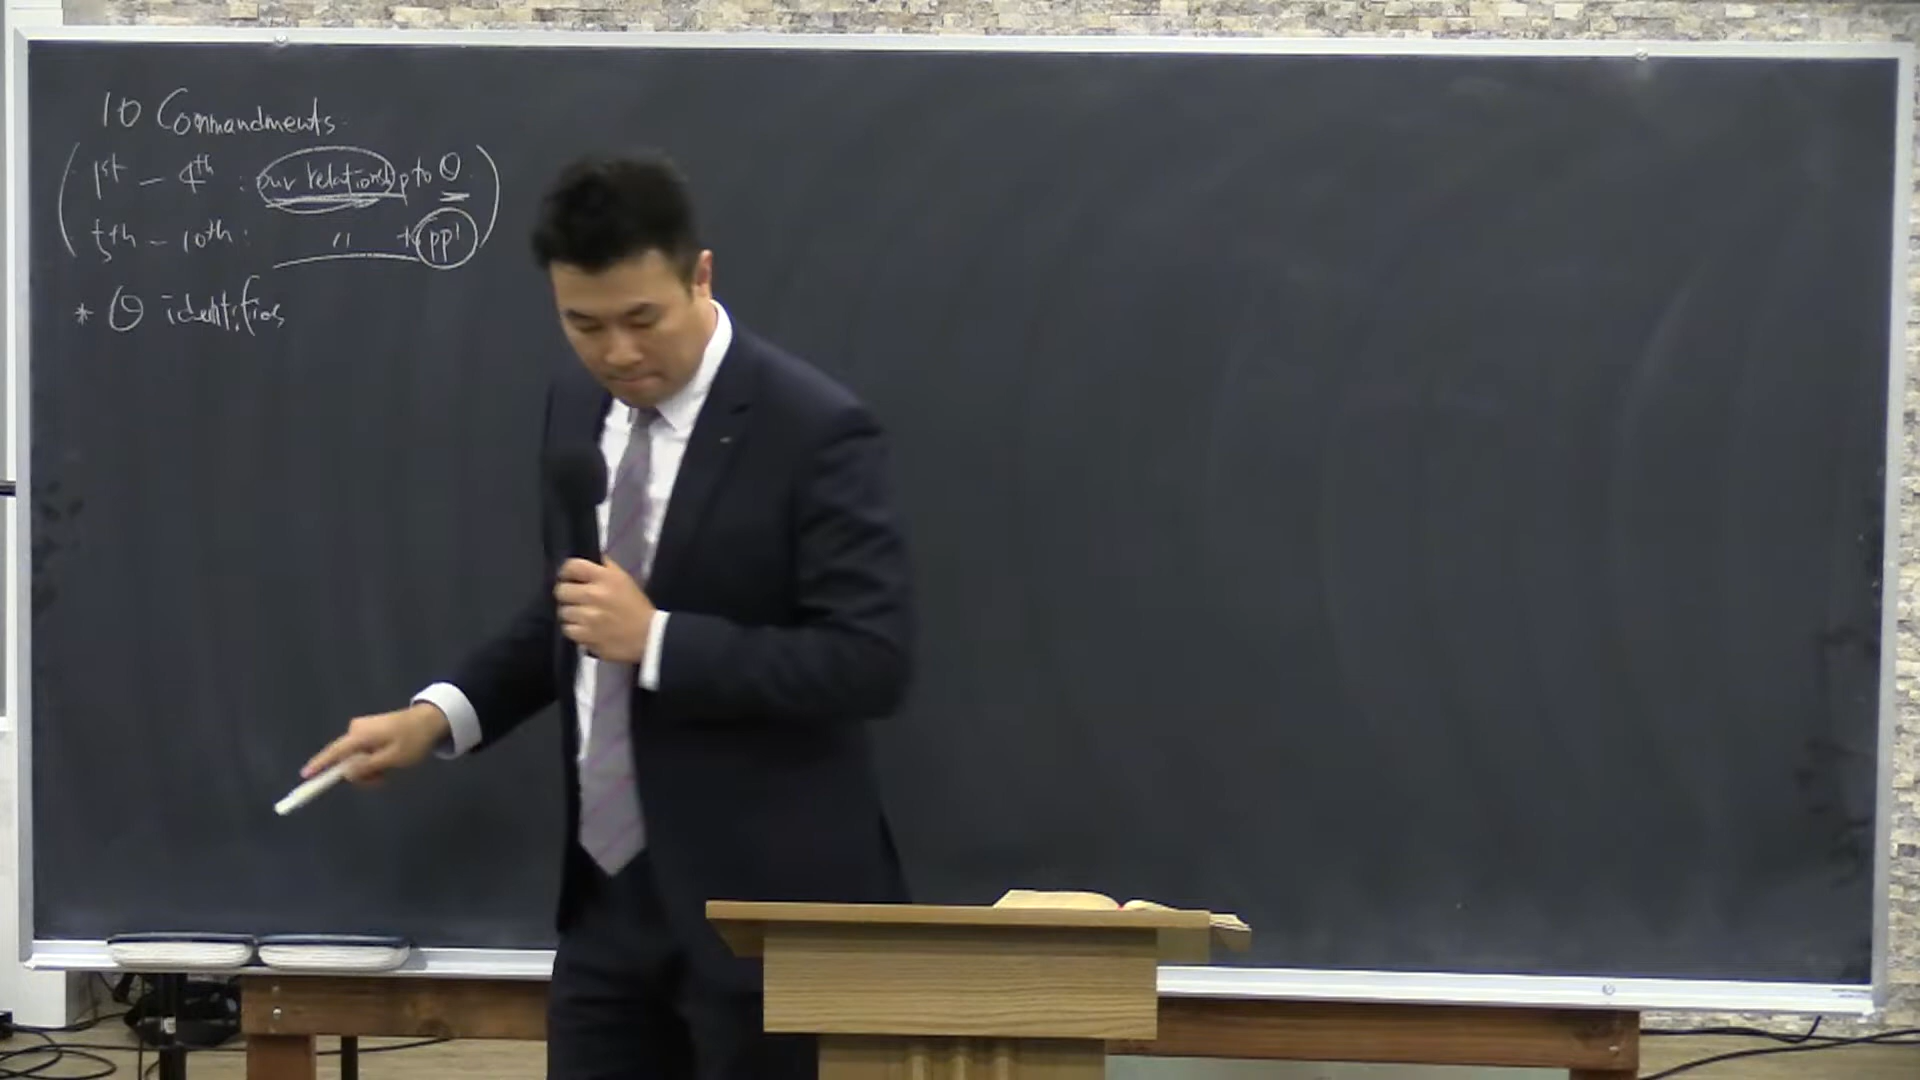 10 Commandments.
1st - 4th : our relationship to Θ
5th - 10th : 〃 to ppl
* Θ identifies